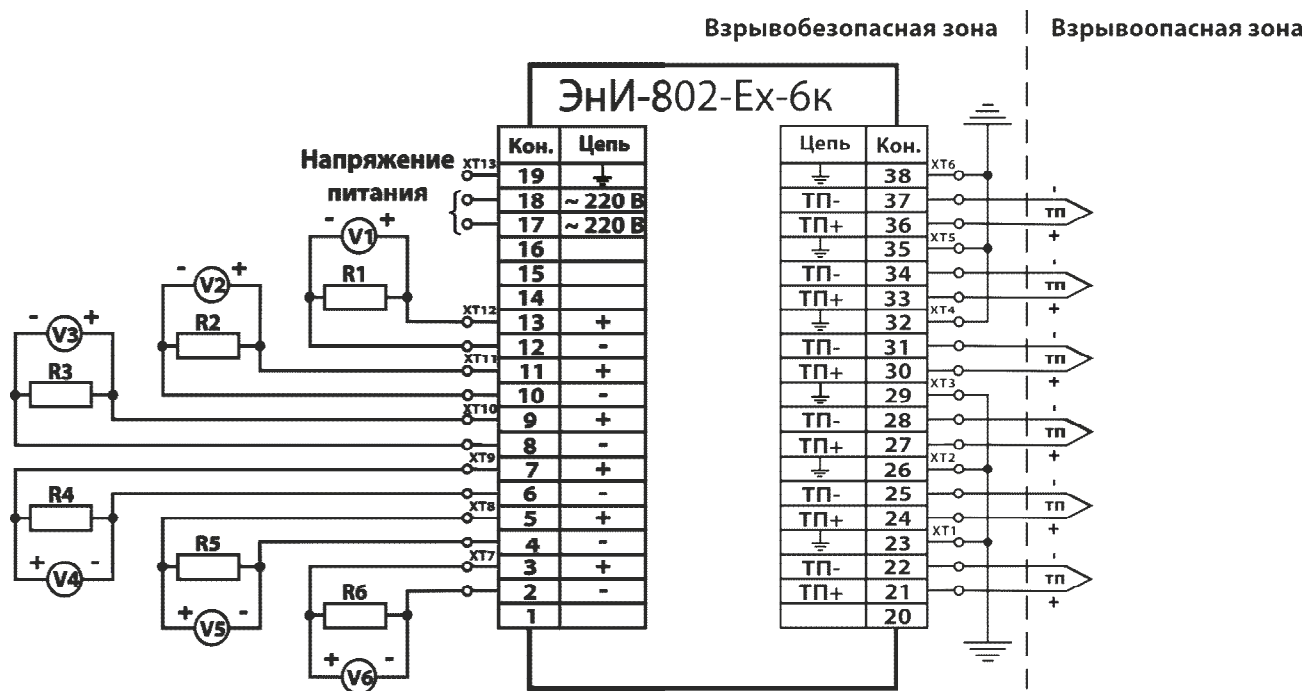 Взрывобезопасная зона Взрывоопасная зона
ЭнИ-802-Ех-6к
Кон. Цепь
19
18 ~ 220 В
17 ~ 220 В
16
15
14
13 +
12 -
11 +
10 -
9 +
8 -
7 +
6 -
5 +
4 -
3 +
2 -
1
Цепь Кон.
38
ТП- 37
ТП+ 36
35
ТП- 34
ТП+ 33
32
ТП- 31
ТП+ 30
29
ТП- 28
ТП+ 27
26
ТП- 25
ТП+ 24
23
ТП- 22
ТП+ 21
20
Напряжение
питания
XT13
XT12
XT11
XT10
XT9
XT8
XT7
- V1 +
R1
- V2 +
R2
- V3 +
R3
R4
+ V4 -
R5
+ V5 -
R6
+ V6 -
XT6
XT5
XT4
XT3
XT2
XT1
-
ТП
+
-
ТП
+
-
ТП
+
-
ТП
+
-
ТП
+
-
ТП
+